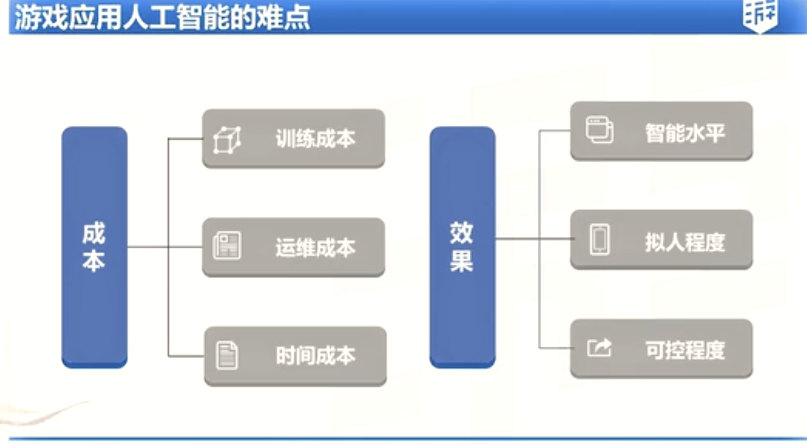 游戏应用人工智能的难点
成本
训练成本
运维成本
时间成本
效果
智能水平
拟人程度
可控程度